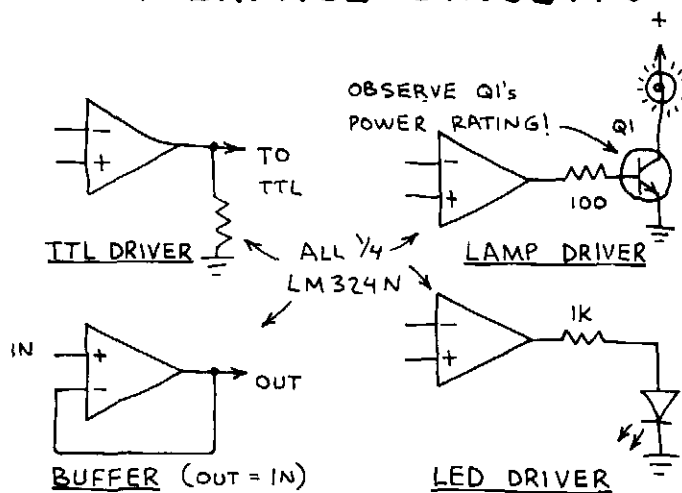 +
OBSERVE Q1's
POWER RATING!
Q1
-
+
TO
TTL
-
+
100
TTL DRIVER
ALL 1/4
LM324N
LAMP DRIVER
IN
+
-
OUT
-
+
1K
BUFFER (OUT = IN)
LED DRIVER